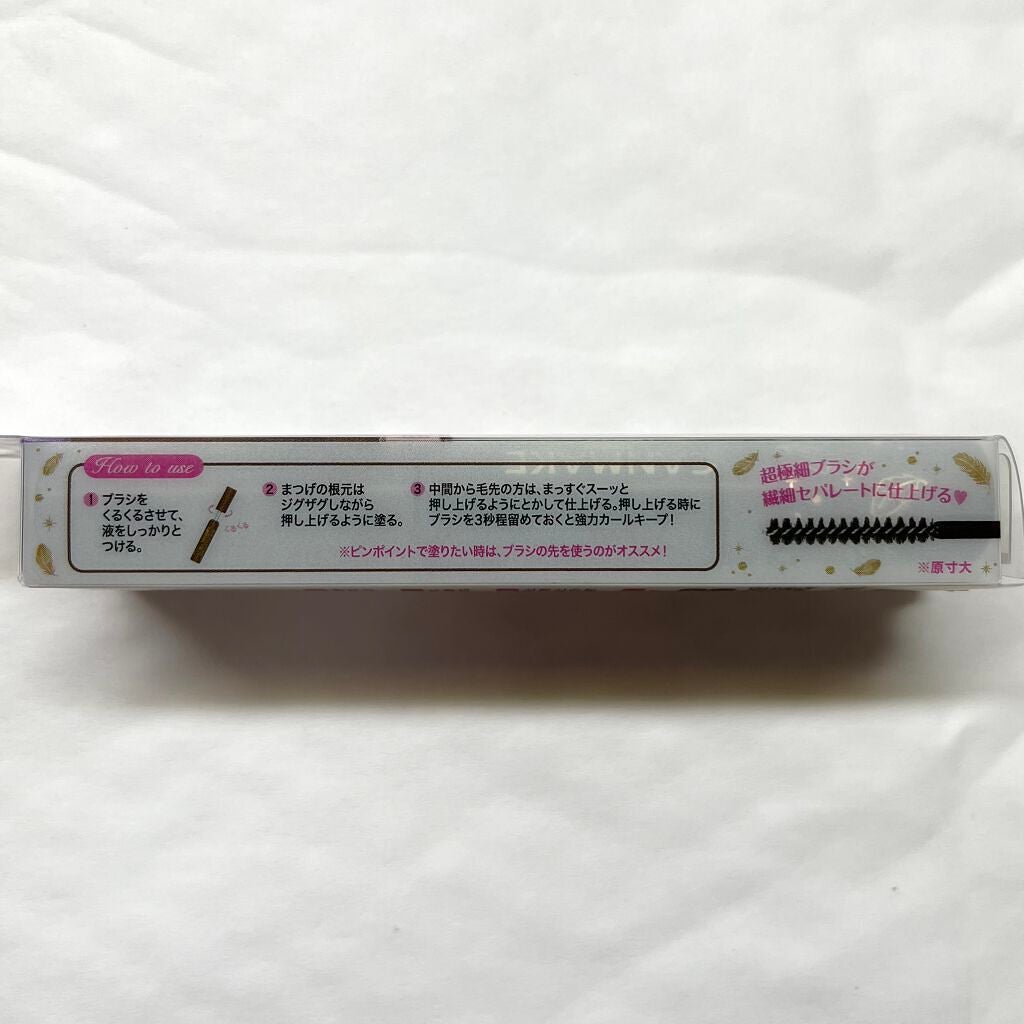 How to use
1 ブラシを
くるくるさせて、
液をしっかりと
つける。
くるくる
2 まつげの根元は
ジグザグしながら
押し上げるように塗る。
3 中間から毛先の方は、まっすぐスーッと
押し上げるようにとかして仕上げる。押し上げる時に
ブラシを3秒程留めておくと強力カールキープ！
※ピンポイントで塗りたい時は、ブラシの先を使うのがオススメ！
超極細ブラシが
繊細セパレートに仕上げる♥
※原寸大